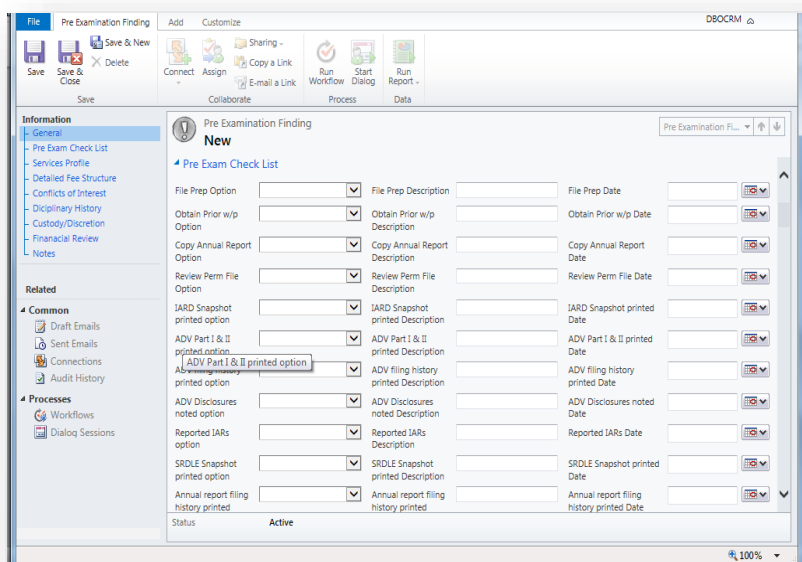 File Pre Examination Finding Add Customize DBOCRM
Save
Save & Close
Save & New
Delete
Save
Connect
Assign
Sharing
Copy a Link
E-mail a Link
Collaborate
Run Workflow
Start Dialog
Process
Run Report
Data
Information
General
Pre Exam Check List
Services Profile
Detailed Fee Structure
Conflicts of Interest
Diciplinary History
Custody/Discretion
Finanacial Review
Notes
Related
Common
Draft Emails
Sent Emails
Connections
Audit History
Processes
Workflows
Dialog Sessions
Pre Examination Finding
New
Pre Examination Fi...
Pre Exam Check List
File Prep Option File Prep Description File Prep Date
Obtain Prior w/p Option Obtain Prior w/p Description Obtain Prior w/p Date
Copy Annual Report Option Copy Annual Report Description Copy Annual Report Date
Review Perm File Option Review Perm File Description Review Perm File Date
IARD Snapshot printed option IARD Snapshot printed Description IARD Snapshot printed Date
ADV Part I & II printed option ADV Part I & II printed Description ADV Part I & II printed Date
ADV Part I & II printed option
ADV filing history printed option ADV filing history printed Description ADV filing history printed Date
ADV Disclosures noted option ADV Disclosures noted Description ADV Disclosures noted Date
Reported IARs option Reported IARs Description Reported IARs Date
SRDLE Snapshot printed option SRDLE Snapshot printed Description SRDLE Snapshot printed Date
Annual report filing history printed Annual report filing history printed Annual report filing history printed Date
Status Active
100%